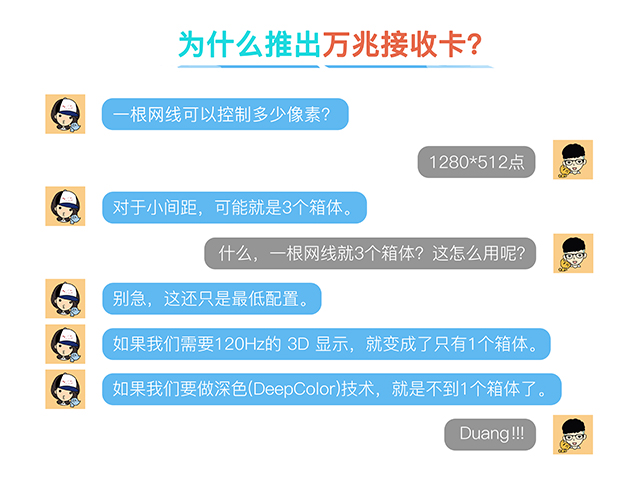 为什么推出万兆接收卡?
一根网线可以控制多少像素?
1280*512点
对于小间距，可能就是3个箱体。
什么，一根网线就3个箱体? 这怎么用呢?
别急，这还只是最低配置。
如果我们需要120Hz的 3D 显示，就变成了只有1个箱体。
如果我们要做深色(DeepColor)技术，就是不到1个箱体了。
Duang!!!